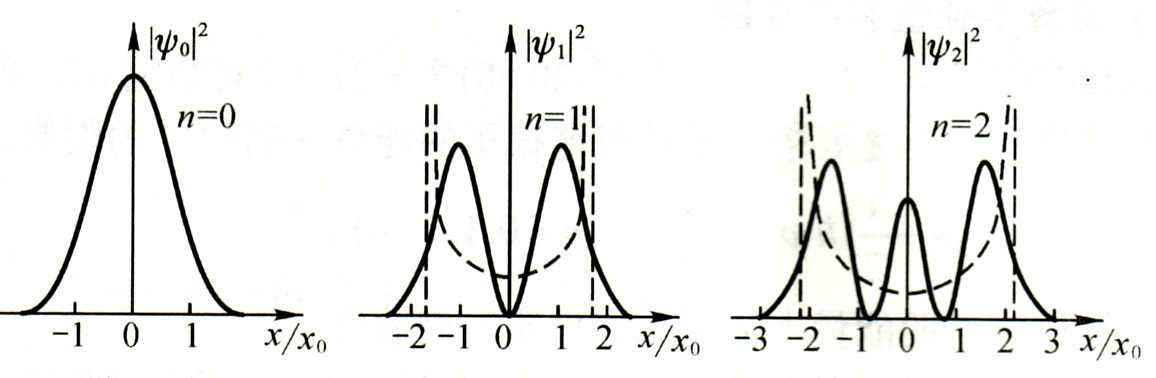 |ψ₀|²
n=0
−1 0 1 x/x₀
|ψ₁|²
n=1
−2 −1 0 1 2 x/x₀
|ψ₂|²
n=2
−3 −2 −1 0 1 2 3 x/x₀